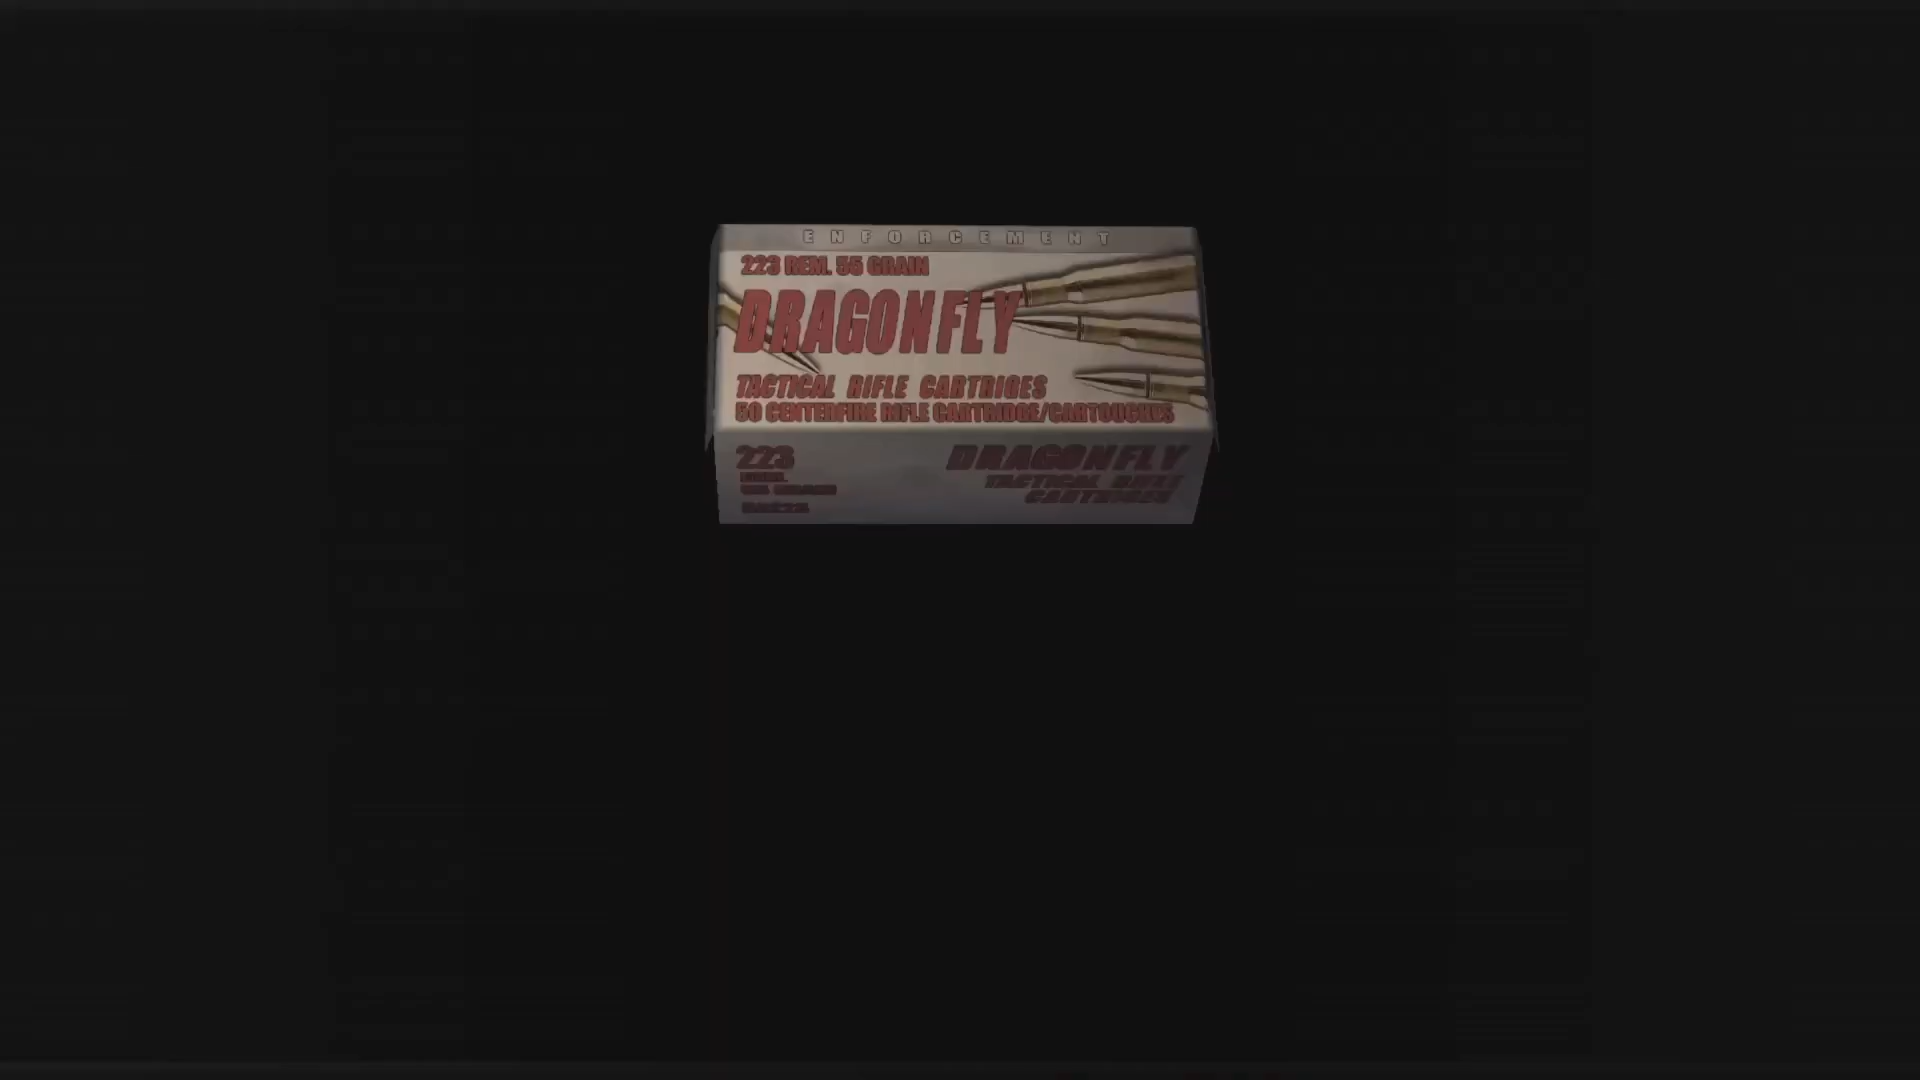 ENFORCEMENT
223 REM. 55 GRAIN
DRAGONFLY
TACTICAL RIFLE CARTRIGES
50 CENTERFIRE RIFLE CARTRIDGE/CARTOUCHES
223
DRAGONFLY
TACTICAL RIFLE
CARTRIGES